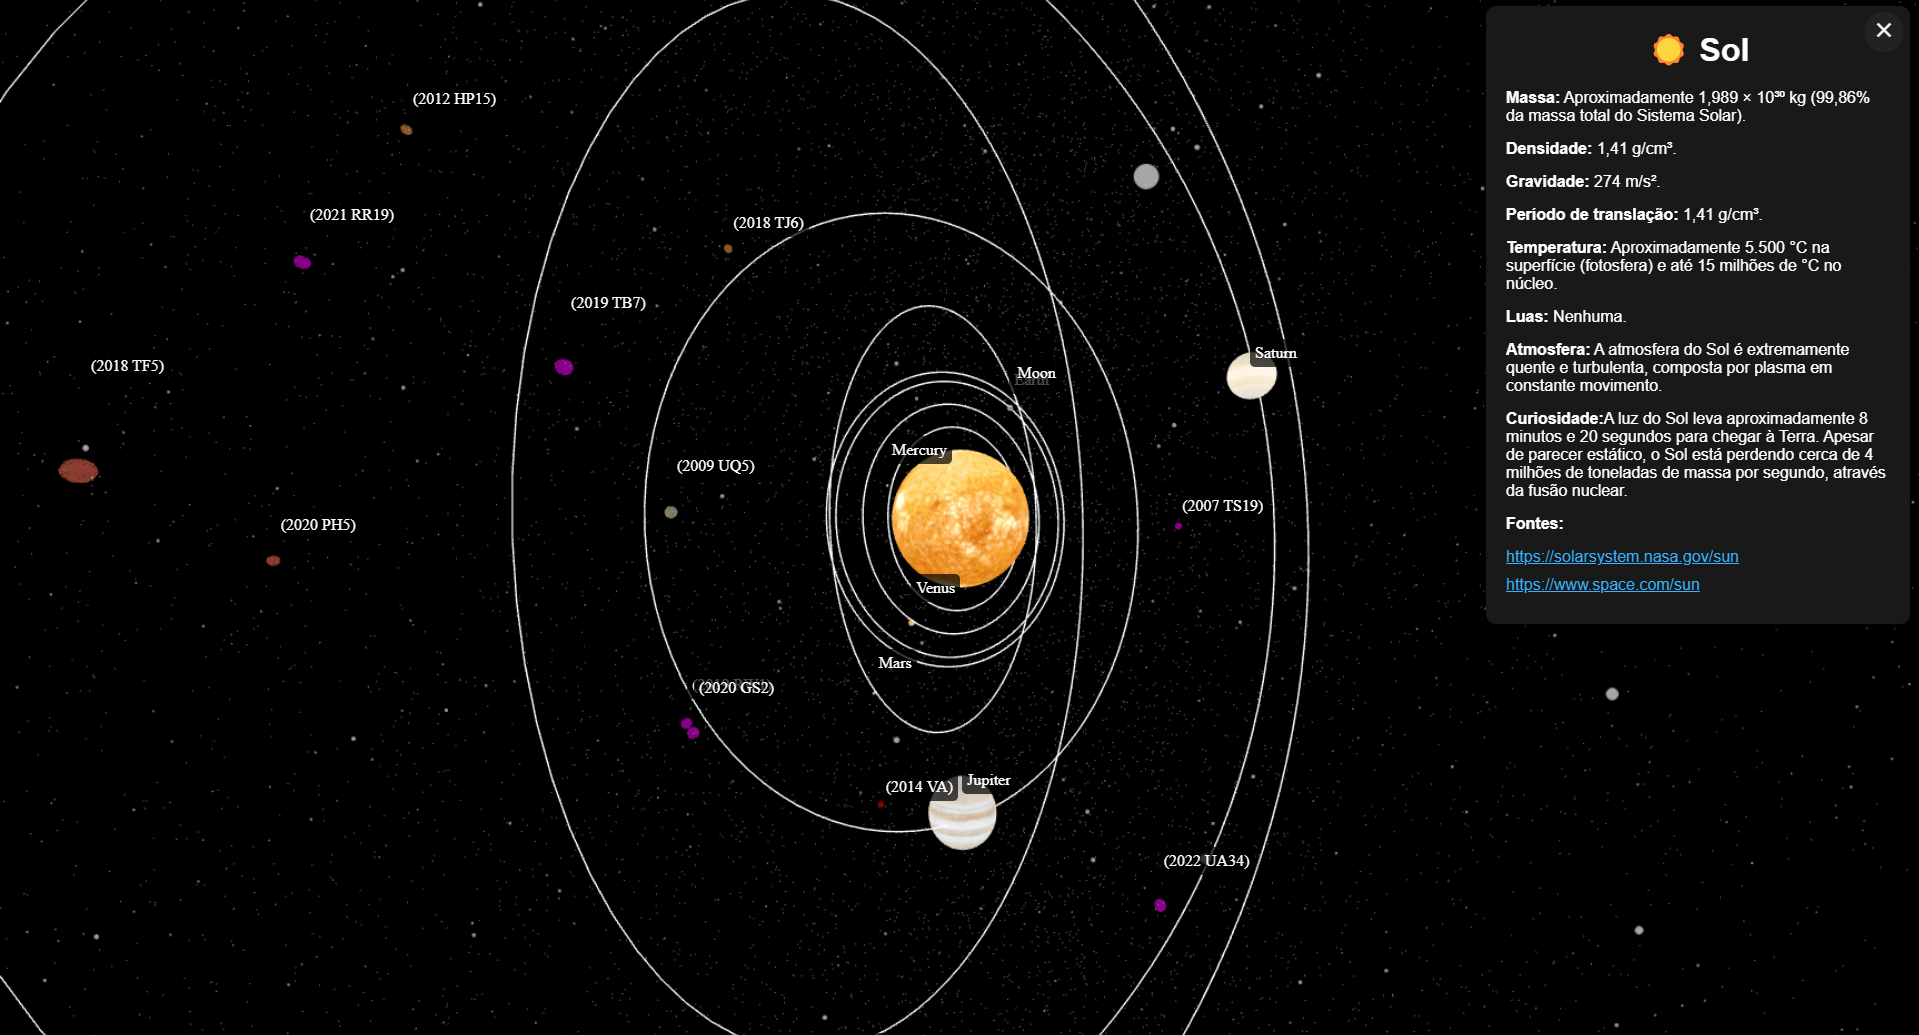 (2012 HP15)
(2021 RR19)
(2018 TJ6)
(2019 TB7)
(2018 TF5)
Saturn
Moon
Earth
Mercury
(2009 UQ5)
(2007 TS19)
(2020 PH5)
Venus
Mars
(2020 GS2)
Jupiter
(2014 VA)
(2022 UA34)
✕
Sol
Massa: Aproximadamente 1,989 × 10³⁰ kg (99,86%
da massa total do Sistema Solar).
Densidade: 1,41 g/cm³.
Gravidade: 274 m/s².
Período de translação: 1,41 g/cm³.
Temperatura: Aproximadamente 5.500 °C na
superfície (fotosfera) e até 15 milhões de °C no
núcleo.
Luas: Nenhuma.
Atmosfera: A atmosfera do Sol é extremamente
quente e turbulenta, composta por plasma em
constante movimento.
Curiosidade:A luz do Sol leva aproximadamente 8
minutos e 20 segundos para chegar à Terra. Apesar
de parecer estático, o Sol está perdendo cerca de 4
milhões de toneladas de massa por segundo, através
da fusão nuclear.
Fontes:
https://solarsystem.nasa.gov/sun
https://www.space.com/sun